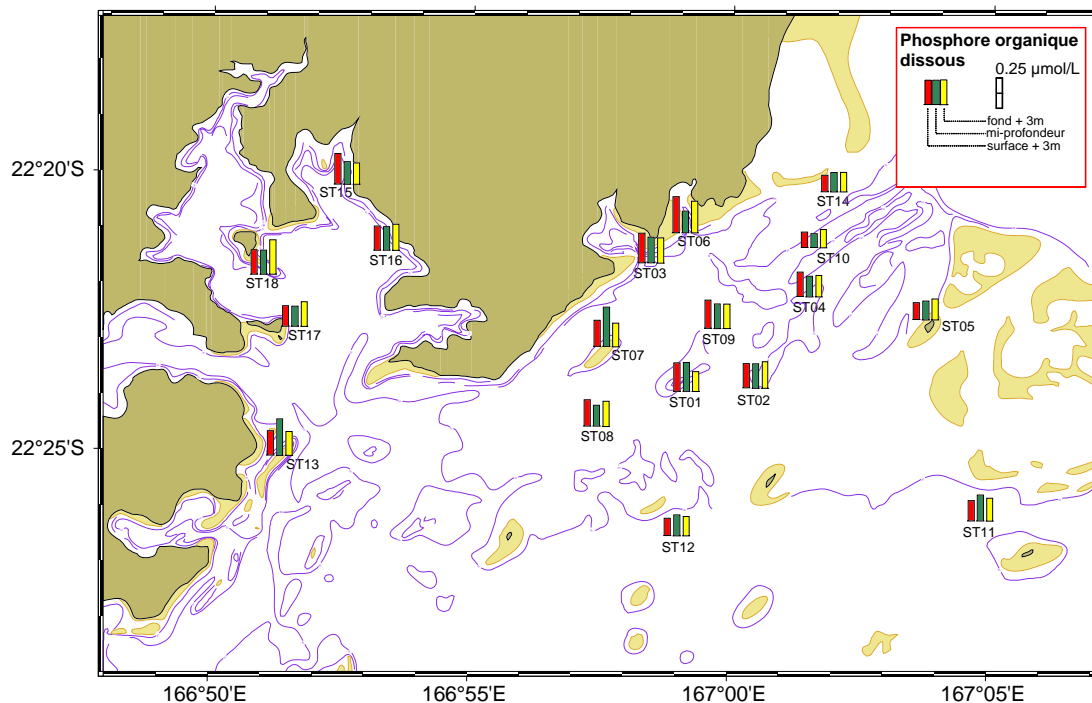 Phosphore organique
dissous
0.25 µmol/L
fond + 3m
mi-profondeur
surface + 3m
22°20'S
22°25'S
ST15
ST14
ST16
ST06
ST03
ST10
ST18
ST04
ST17
ST05
ST09
ST07
ST01
ST02
ST08
ST13
ST11
ST12
166°50'E
166°55'E
167°00'E
167°05'E